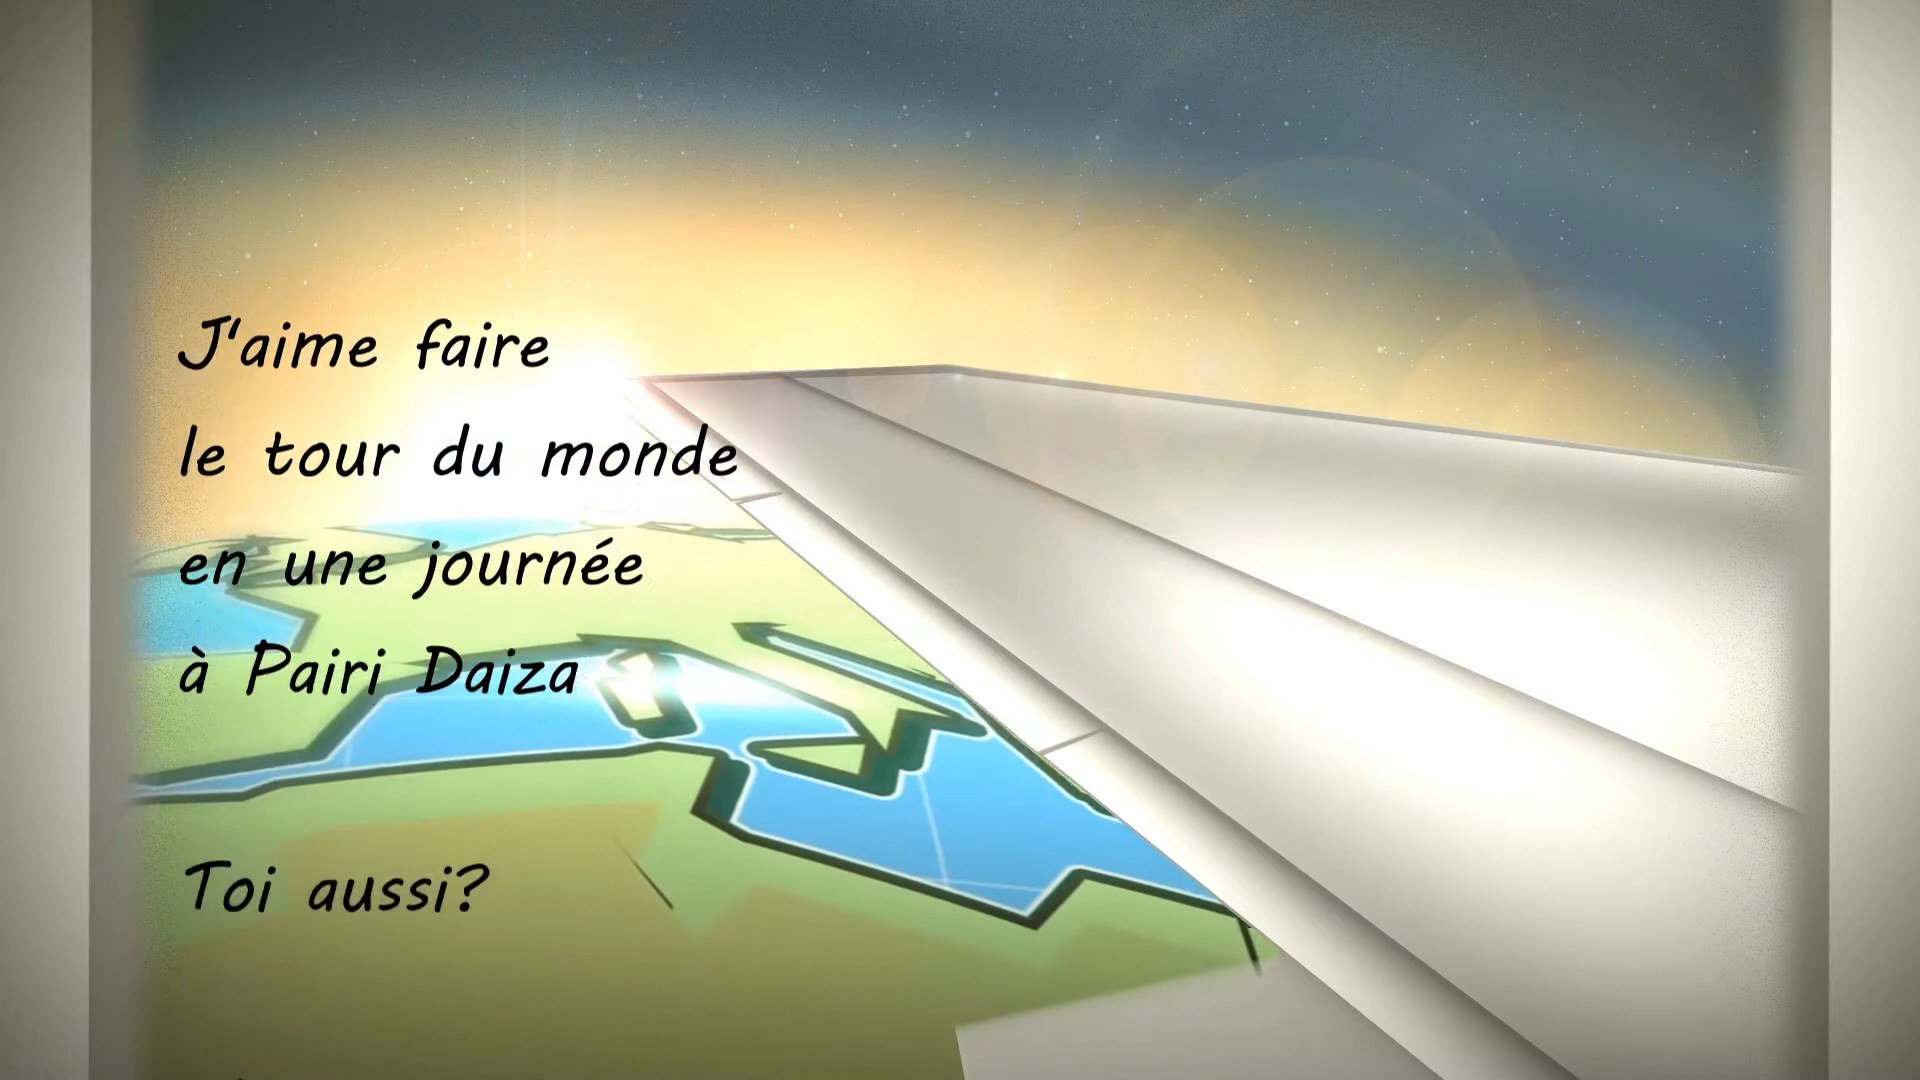 J'aime faire
le tour du monde
en une journée
à Pairi Daiza
Toi aussi?